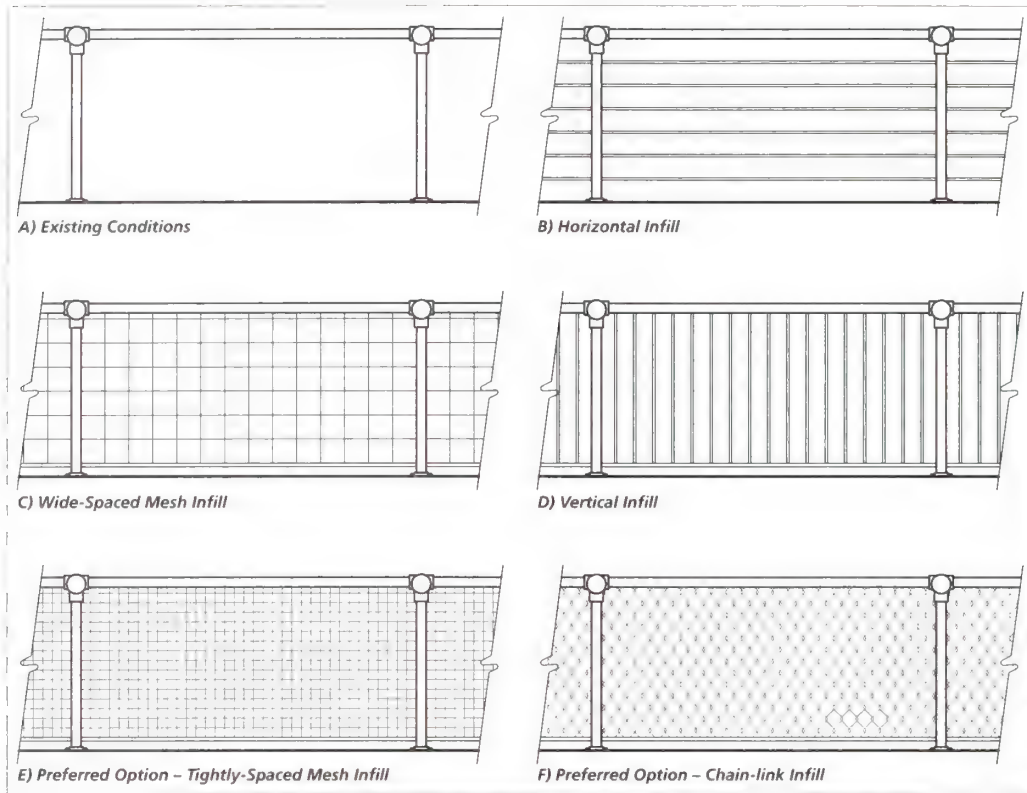 A) Existing Conditions
B) Horizontal Infill
C) Wide-Spaced Mesh Infill
D) Vertical Infill
E) Preferred Option – Tightly-Spaced Mesh Infill
F) Preferred Option – Chain-link Infill